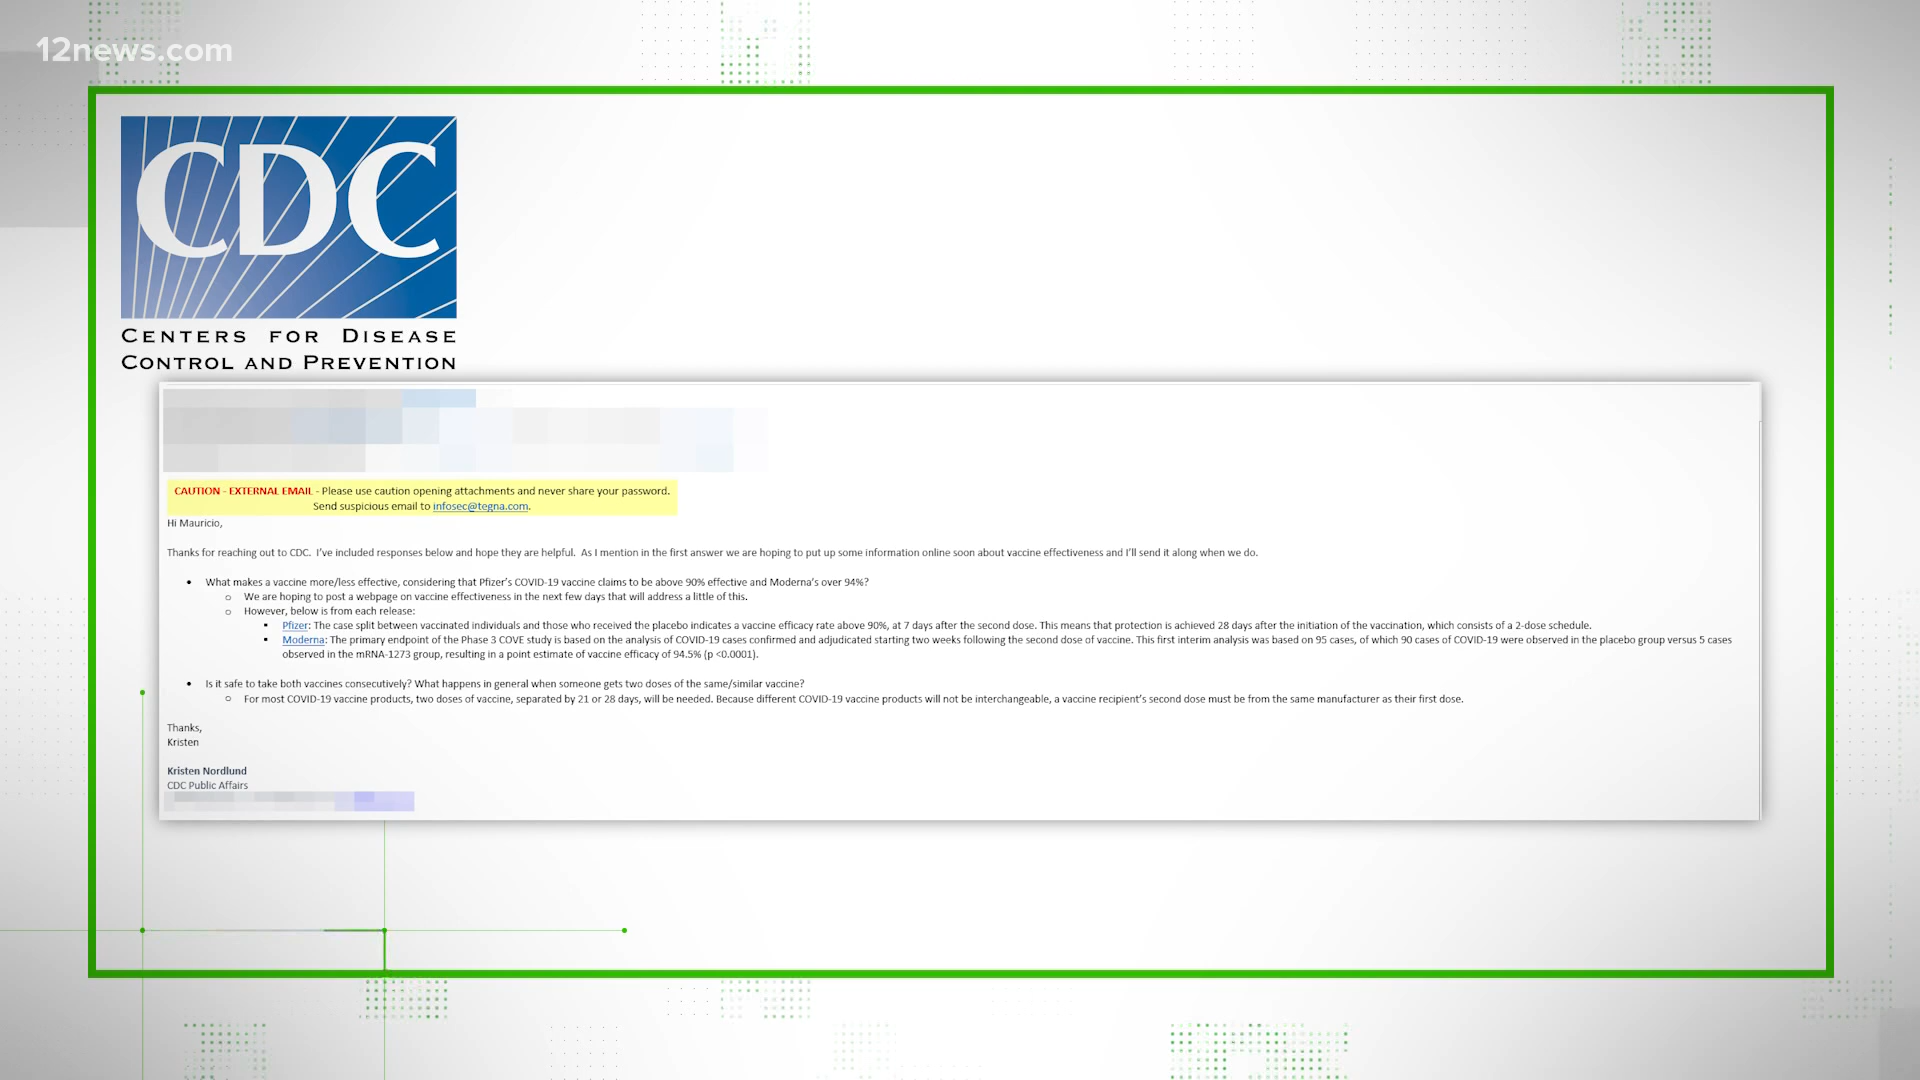 12news.com
CDC
CENTERS FOR DISEASE
CONTROL AND PREVENTION
CAUTION - EXTERNAL EMAIL - Please use caution opening attachments and never share your password.
Send suspicious email to infosec@tegna.com.
Hi Mauricio,
Thanks for reaching out to CDC. I've included responses below and hope they are helpful. As I mention in the first answer we are hoping to put up some information online soon about vaccine effectiveness and I'll send it along when we do.
• What makes a vaccine more/less effective, considering that Pfizer's COVID-19 vaccine claims to be above 90% effective and Moderna's over 94%?
o We are hoping to post a webpage on vaccine effectiveness in the next few days that will address a little of this.
o However, below is from each release:
▪ Pfizer: The case split between vaccinated individuals and those who received the placebo indicates a vaccine efficacy rate above 90%, at 7 days after the second dose. This means that protection is achieved 28 days after the initiation of the vaccination, which consists of a 2-dose schedule.
▪ Moderna: The primary endpoint of the Phase 3 COVE study is based on the analysis of COVID-19 cases confirmed and adjudicated starting two weeks following the second dose of vaccine. This first interim analysis was based on 95 cases, of which 90 cases of COVID-19 were observed in the placebo group versus 5 cases
observed in the mRNA-1273 group, resulting in a point estimate of vaccine efficacy of 94.5% (p <0.0001).
• Is it safe to take both vaccines consecutively? What happens in general when someone gets two doses of the same/similar vaccine?
o For most COVID-19 vaccine products, two doses of vaccine, separated by 21 or 28 days, will be needed. Because different COVID-19 vaccine products will not be interchangeable, a vaccine recipient's second dose must be from the same manufacturer as their first dose.
Thanks,
Kristen
Kristen Nordlund
CDC Public Affairs